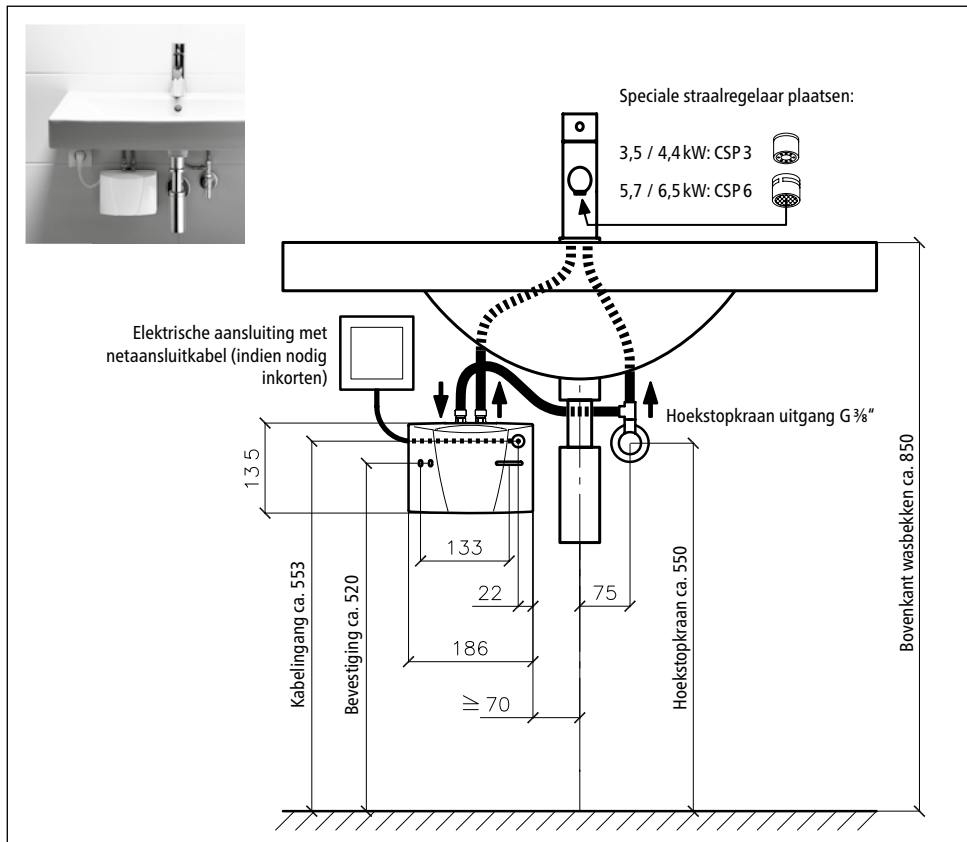 Speciale straalregelaar plaatsen:
3,5 / 4,4 kW: CSP 3
5,7 / 6,5 kW: CSP 6
Elektrische aansluiting met
netaansluitkabel (indien nodig
inkorten)
Hoekstopkraan uitgang G ⅜“
135
133
22
75
186
≥ 70
Kabelingang ca. 553
Bevestiging ca. 520
Hoekstopkraan ca. 550
Bovenkant wasbekken ca. 850